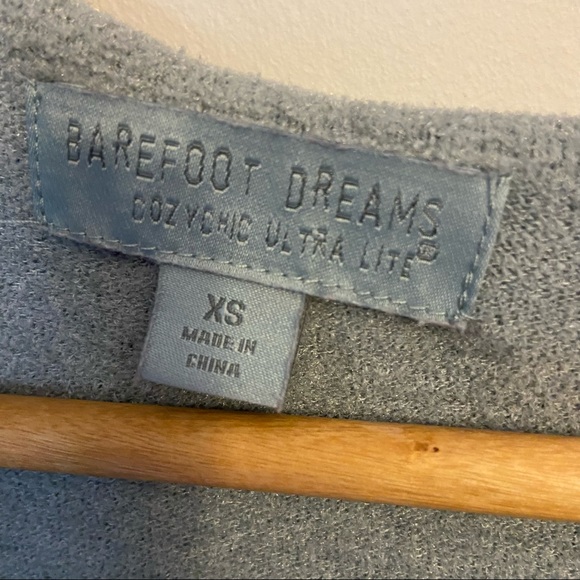 BAREFOOT DREAMS
COZYCHIC ULTRA LITE®
XS
MADE IN
CHINA